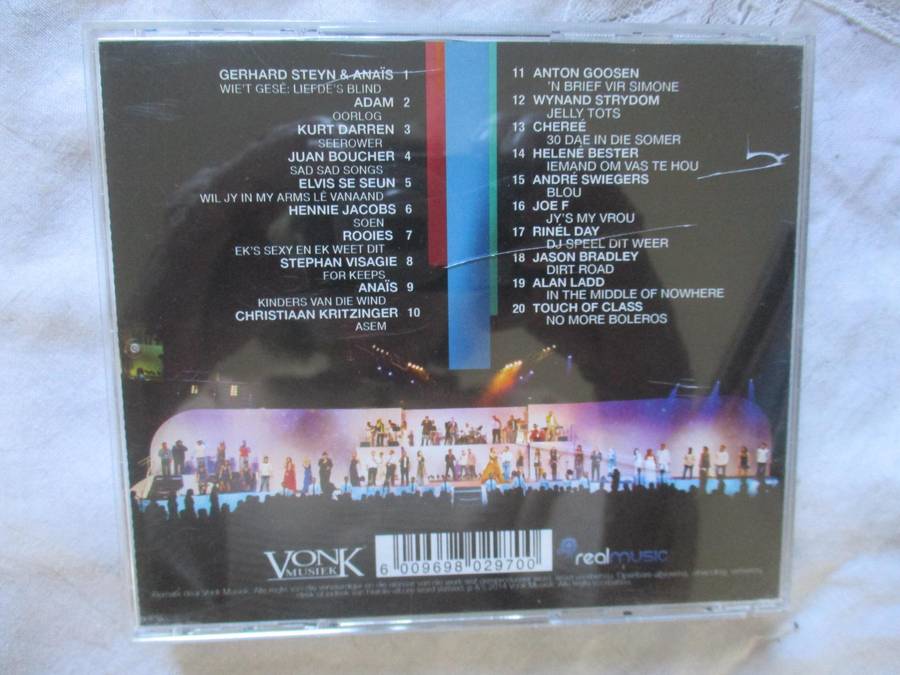 GERHARD STEYN & ANAÏS 1
WIE'T GESÊ: LIEFDE'S BLIND
ADAM 2
OORLOG
KURT DARREN 3
SEEROWER
JUAN BOUCHER 4
SAD SAD SONGS
ELVIS SE SEUN 5
WIL JY IN MY ARMS LÊ VANAAND
HENNIE JACOBS 6
SOEN
ROOIES 7
EK'S SEXY EN EK WEET DIT
STEPHAN VISAGIE 8
FOR KEEPS
ANAÏS 9
KINDERS VAN DIE WIND
CHRISTIAAN KRITZINGER 10
ASEM
11 ANTON GOOSEN
'N BRIEF VIR SIMONE
12 WYNAND STRYDOM
JELLY TOTS
13 CHEREÉ
30 DAE IN DIE SOMER
14 HELENÉ BESTER
IEMAND OM VAS TE HOU
15 ANDRÉ SWIEGERS
BLOU
16 JOE F
JY'S MY VROU
17 RINÉL DAY
DJ SPEEL DIT WEER
18 JASON BRADLEY
DIRT ROAD
19 ALAN LADD
IN THE MIDDLE OF NOWHERE
20 TOUCH OF CLASS
NO MORE BOLEROS
VONK
MUSIEK
6 009698 029700
realmusic